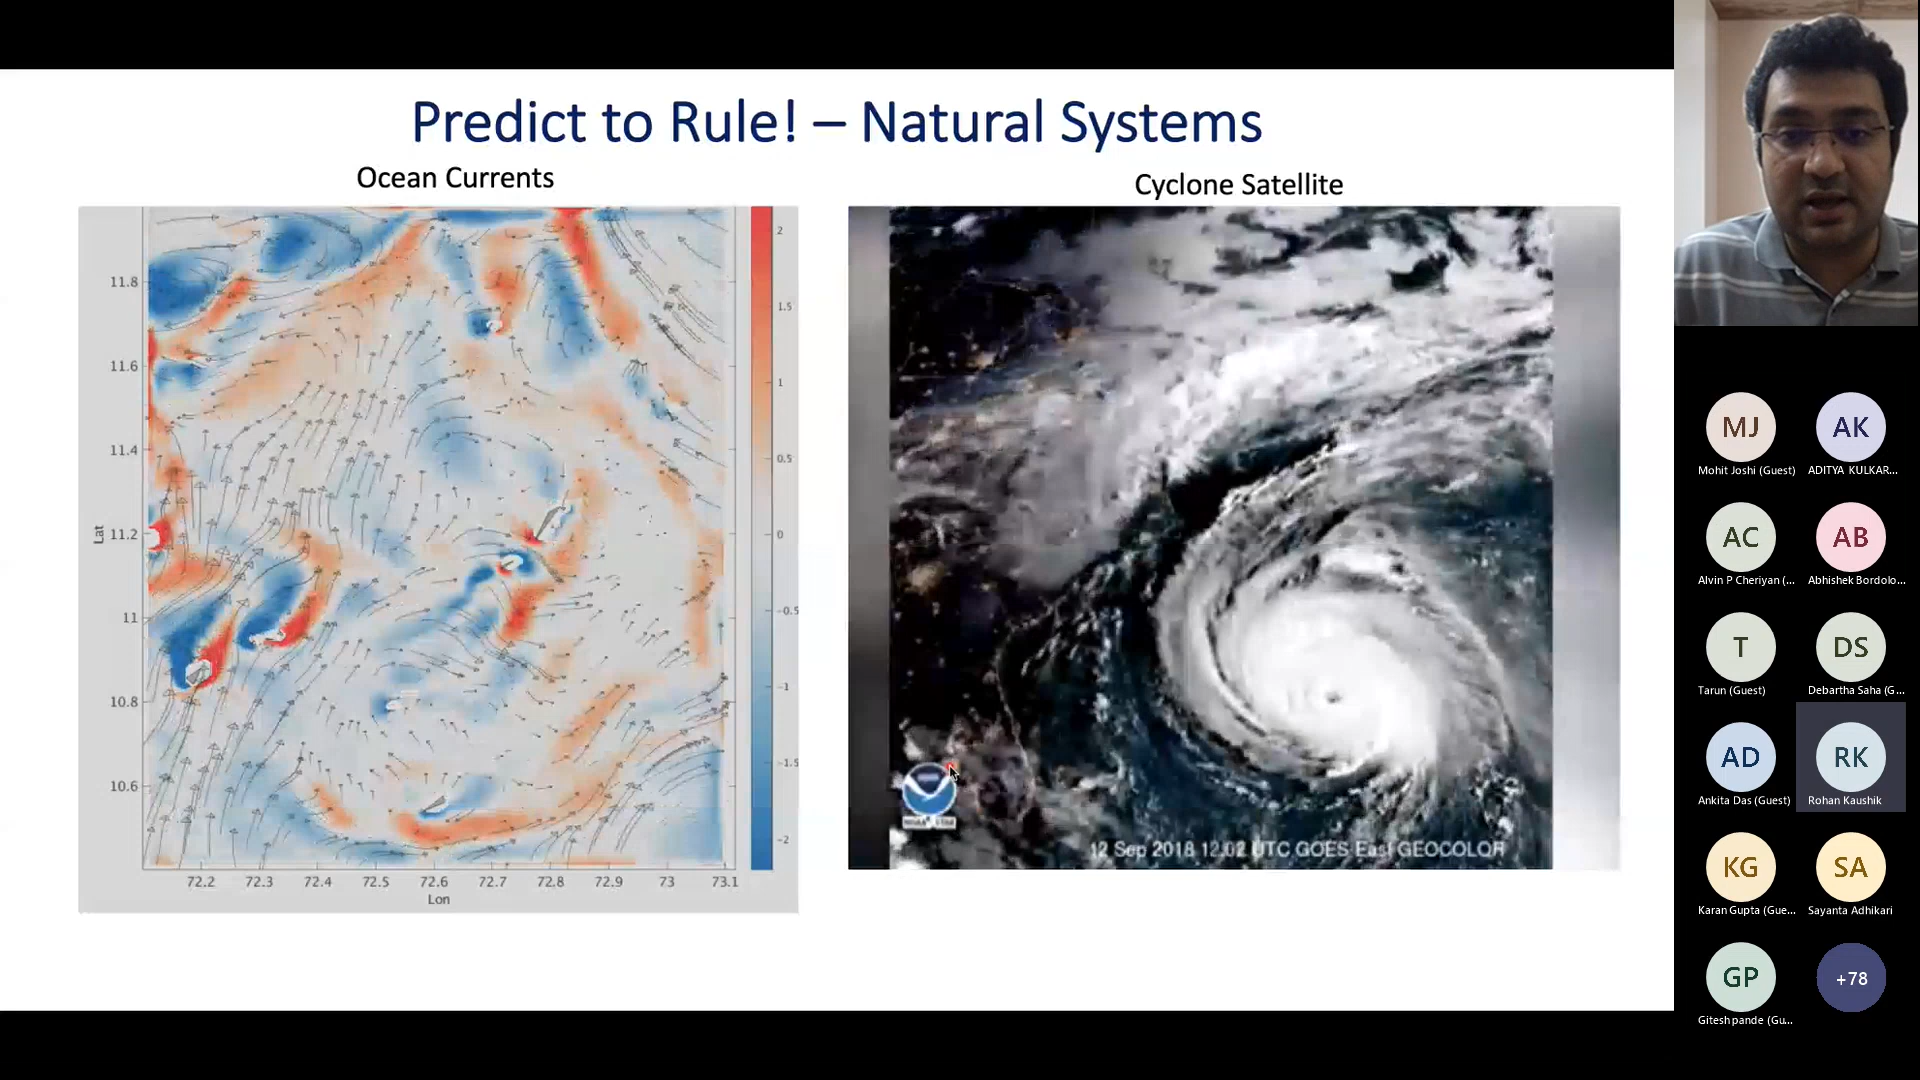 Predict to Rule! – Natural Systems
Ocean Currents
Cyclone Satellite
11.8
11.6
11.4
11.2
11
10.8
10.6
Lat
72.2 72.3 72.4 72.5 72.6 72.7 72.8 72.9 73 73.1
Lon
2
1.5
1
0.5
0
-0.5
-1
-1.5
-2
12 Sep 2018 12:02 UTC GOES East GEOCOLOR
MJ
Mohit Joshi (Guest)
AK
ADITYA KULKAR...
AC
Alvin P Cheriyan (...
AB
Abhishek Bordolo...
T
Tarun (Guest)
DS
Debartha Saha (G...
AD
Ankita Das (Guest)
RK
Rohan Kaushik
KG
Karan Gupta (Gue...
SA
Sayanta Adhikari
GP
Gitesh pande (Gu...
+78